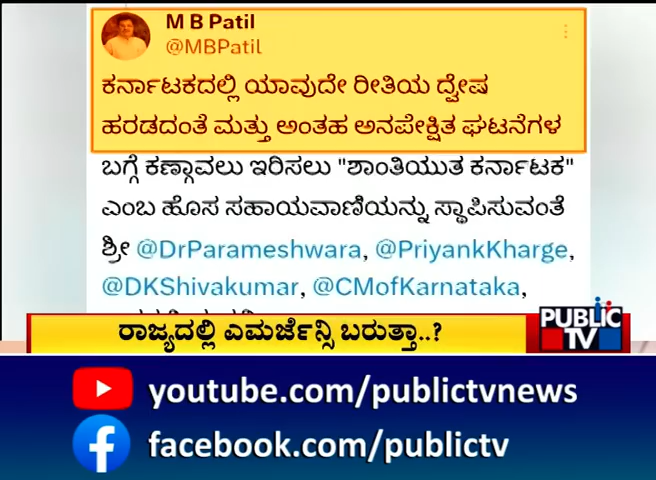 M B Patil
@MBPatil
ಕರ್ನಾಟಕದಲ್ಲಿ ಯಾವುದೇ ರೀತಿಯ ದ್ವೇಷ
ಹರಡದಂತೆ ಮತ್ತು ಅಂತಹ ಅನಪೇಕ್ಷಿತ ಘಟನೆಗಳ
ಬಗ್ಗೆ ಕಣ್ಗಾವಲು ಇರಿಸಲು "ಶಾಂತಿಯುತ ಕರ್ನಾಟಕ"
ಎಂಬ ಹೊಸ ಸಹಾಯವಾಣಿಯನ್ನು ಸ್ಥಾಪಿಸುವಂತೆ
ಶ್ರೀ @DrParameshwara, @PriyankKharge,
@DKShivakumar, @CMofKarnataka,
ರಾಜ್ಯದಲ್ಲಿ ಎಮರ್ಜೆನ್ಸಿ ಬರುತ್ತಾ..?
PUBLiC
TV
youtube.com/publictvnews
facebook.com/publictv